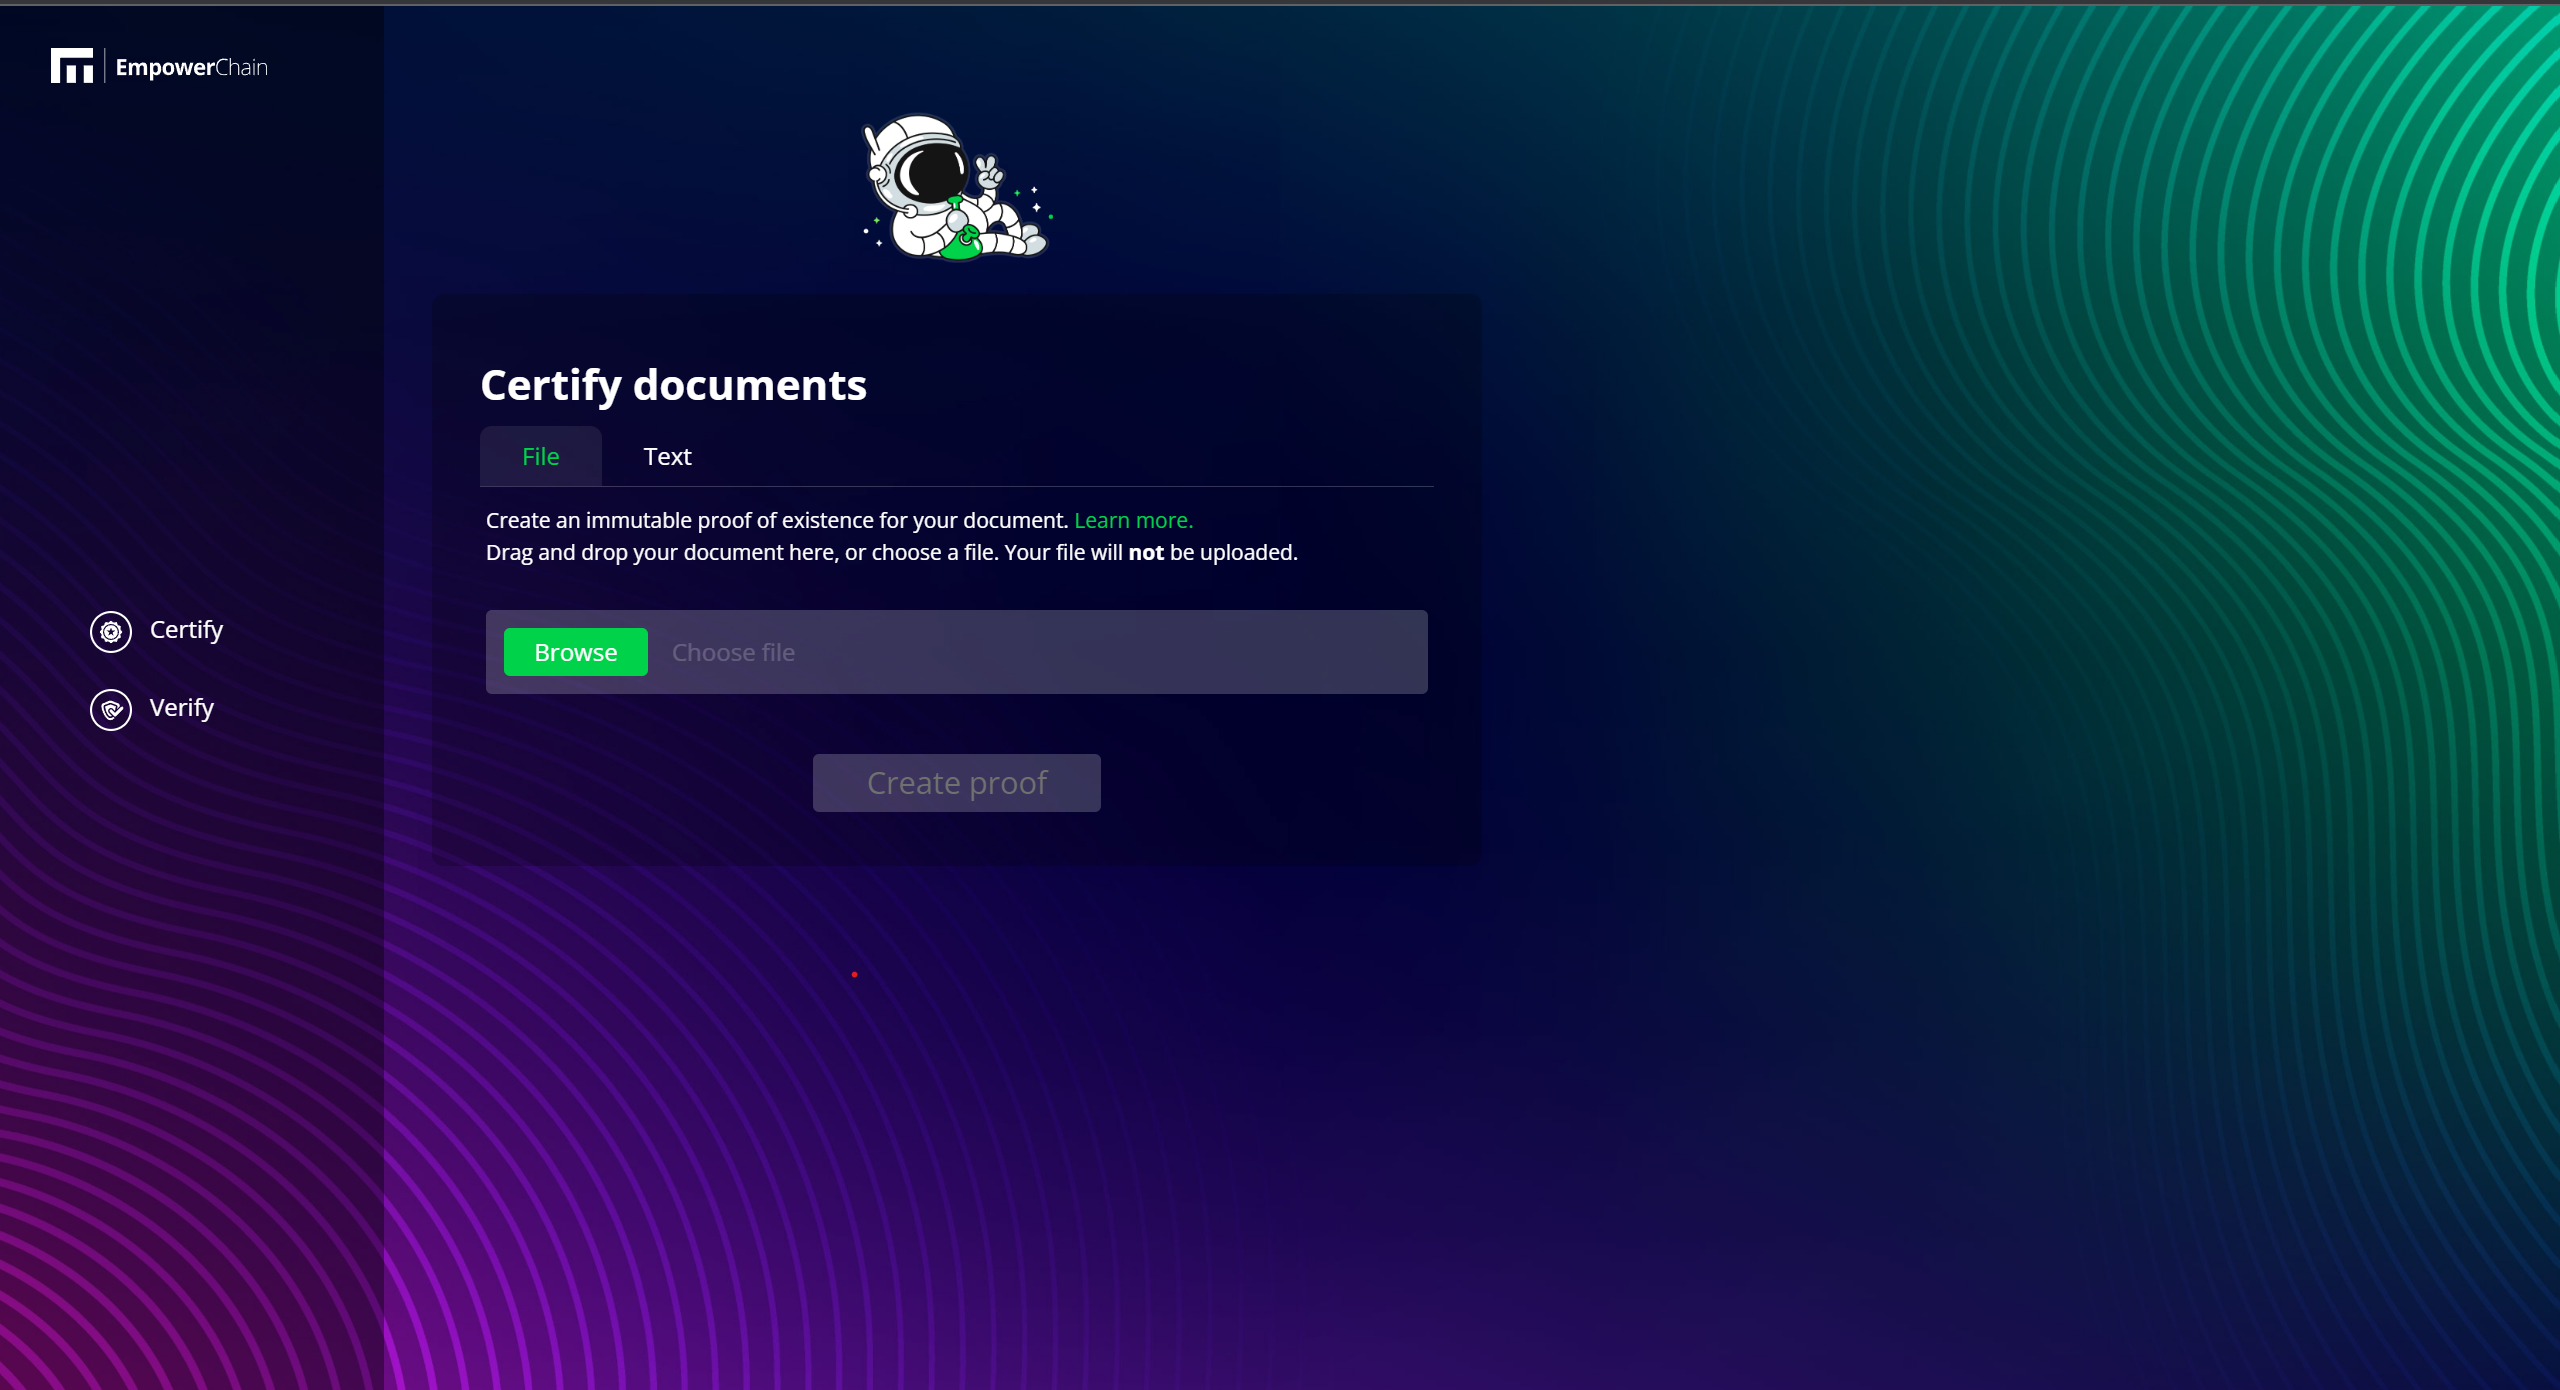 EmpowerChain
Certify documents
File
Text
Create an immutable proof of existence for your document. Learn more.
Drag and drop your document here, or choose a file. Your file will not be uploaded.
Certify
Browse
Choose file
Verify
Create proof